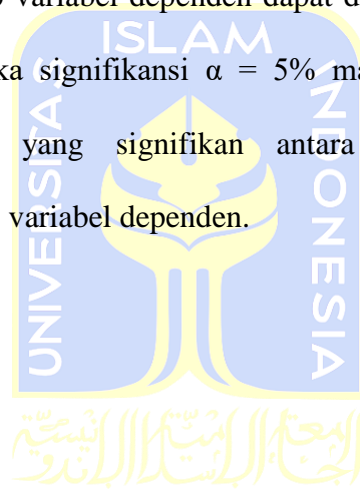 variabel dependen dapat d
ka signifikansi α = 5% ma
yang signifikan antara
variabel dependen.
ISLAM
UNIVERSITAS
INDONESIA